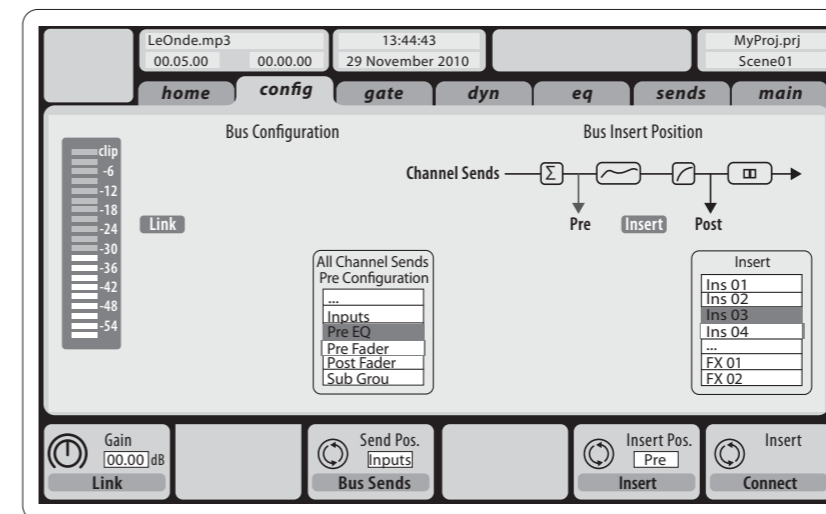 LeOnde.mp3
00.05.00 00.00.00
13:44:43
29 November 2010
MyProj.prj
Scene01
home config gate dyn eq sends main
Bus Configuration
Bus Insert Position
clip
-6
-12
-18
-24
-30
-36
-42
-48
-54
Link
Channel Sends
Σ
Pre Insert Post
All Channel Sends
Pre Configuration
...
Inputs
Pre EQ
Pre Fader
Post Fader
Sub Grou
Insert
Ins 01
Ins 02
Ins 03
Ins 04
...
FX 01
FX 02
Gain
00.00 dB
Link
Send Pos.
Inputs
Bus Sends
Insert Pos.
Pre
Insert
Insert
Connect